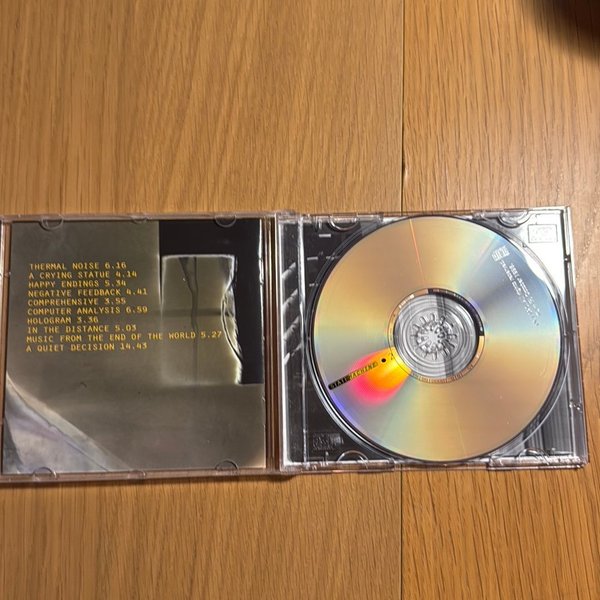 THERMAL NOISE 6.16
A CRYING STATUE 4.14
HAPPY ENDINGS 5.34
NEGATIVE FEEDBACK 4.41
COMPREHENSIVE 3.55
COMPUTER ANALYSIS 6.59
HOLOGRAM 3.36
IN THE DISTANCE 5.03
MUSIC FROM THE END OF THE WORLD 5.27
A QUIET DECISION 14.43